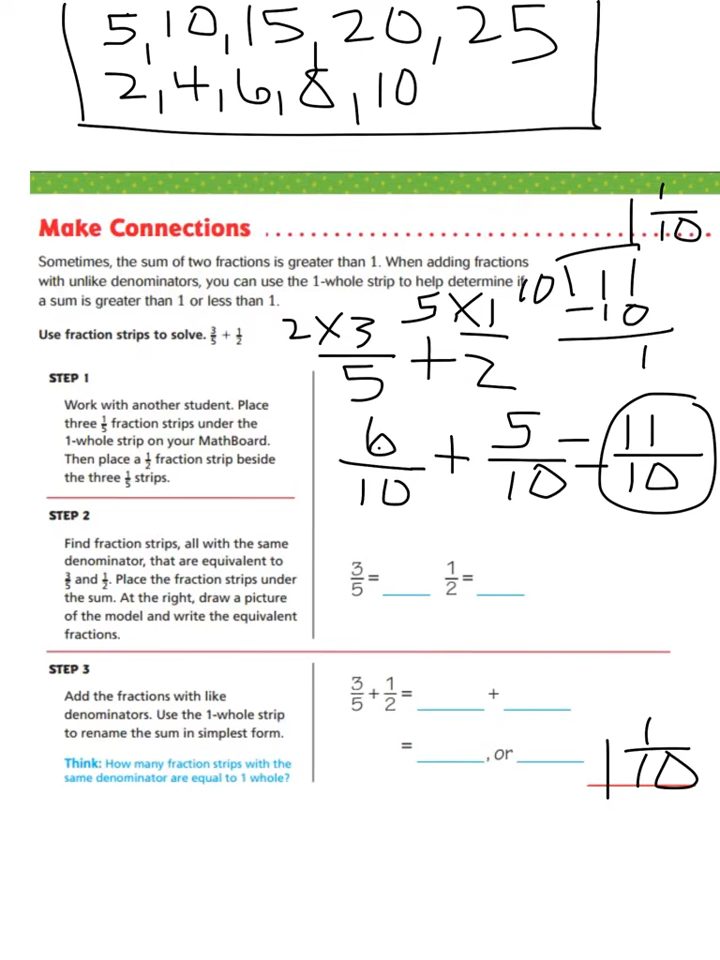 5, 10, 15, 20, 25
2, 4, 6, 8, 10
Make Connections
1 1/10
Sometimes, the sum of two fractions is greater than 1. When adding fractions
with unlike denominators, you can use the 1-whole strip to help determine if
a sum is greater than 1 or less than 1.
10 11
-10
1
Use fraction strips to solve. 3/5 + 1/2
2 × 3/5 + 5 × 1/2
6/10 + 5/10 = 11/10
STEP 1
Work with another student. Place
three 1/5 fraction strips under the
1-whole strip on your MathBoard.
Then place a 1/2 fraction strip beside
the three 1/5 strips.
STEP 2
Find fraction strips, all with the same
denominator, that are equivalent to
3/5 and 1/2. Place the fraction strips under
the sum. At the right, draw a picture
of the model and write the equivalent
fractions.
3/5 = ____ 1/2 = ____
STEP 3
Add the fractions with like
denominators. Use the 1-whole strip
to rename the sum in simplest form.
Think: How many fraction strips with the
same denominator are equal to 1 whole?
3/5 + 1/2 = ____ + ____
= ____, or ____
1 1/10